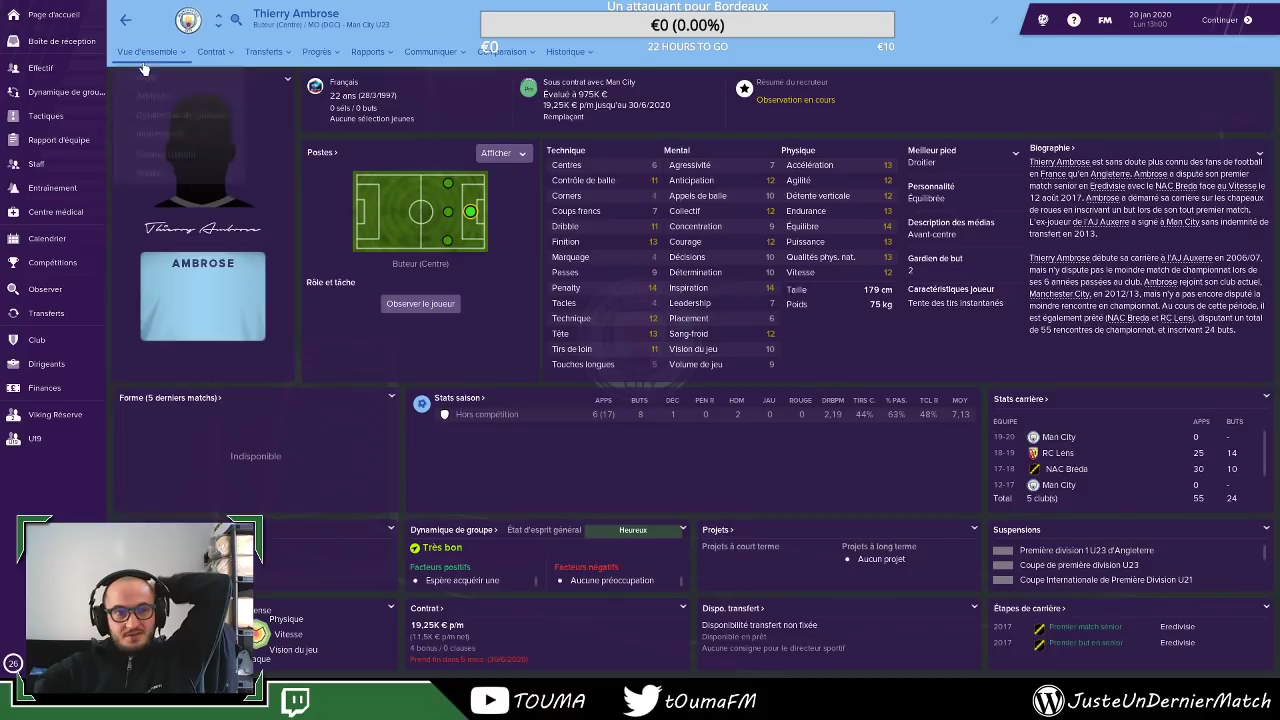 Un attaquant pour Bordeaux
€0 (0.00%)
€0
22 HOURS TO GO
€10
Thierry Ambrose
Buteur (Centre) / MO (DGC) - Man City U23
20 jan 2020
Lun 13h00
FM
Continuer
Vue d'ensemble
Contrat
Transferts
Progrès
Rapports
Communiquer
Comparaison
Historique
Page d'accueil
Boîte de réception
Effectif
Dynamique de grou...
Tactiques
Rapport d'équipe
Staff
Entraînement
Centre médical
Calendrier
Compétitions
Observer
Transferts
Club
Dirigeants
Finances
Viking Réserve
U19
26
Thierry Ambrose
AMBROSE
Français
22 ans (28/3/1997)
0 séls / 0 buts
Aucune sélection jeunes
Pré
Sous contrat avec Man City
Évalué à 975K €
19,25K € p/m jusqu'au 30/6/2020
Remplaçant
Résumé du recruteur
Observation en cours
Postes
Afficher
Buteur (Centre)
Rôle et tâche
Observer le joueur
Technique
Centres 6
Contrôle de balle 11
Corners 4
Coups francs 7
Dribble 11
Finition 13
Marquage 4
Passes 9
Penalty 14
Tacles 4
Technique 12
Tête 13
Tirs de loin 11
Touches longues 5
Mental
Agressivité 7
Anticipation 12
Appels de balle 10
Collectif 12
Concentration 9
Courage 12
Décisions 10
Détermination 10
Inspiration 14
Leadership 7
Placement 6
Sang-froid 12
Vision du jeu 10
Volume de jeu 9
Physique
Accélération 13
Agilité 12
Détente verticale 12
Endurance 13
Équilibre 14
Puissance 13
Qualités phys. nat. 13
Vitesse 12
Taille 179 cm
Poids 75 kg
Meilleur pied
Droitier
Personnalité
Équilibrée
Description des médias
Avant-centre
Gardien de but
2
Caractéristiques joueur
Tente des tirs instantanés
Biographie
Thierry Ambrose est sans doute plus connu des fans de football
en France qu'en Angleterre. Ambrose a disputé son premier
match senior en Eredivisie avec le NAC Breda face au Vitesse le
12 août 2017. Ambrose a démarré sa carrière sur les chapeaux
de roues en inscrivant un but lors de son tout premier match.
L'ex-joueur de l'AJ Auxerre a signé à Man City sans indemnité de
transfert en 2013.
Thierry Ambrose débute sa carrière à l'AJ Auxerre en 2006/07,
mais n'y dispute pas le moindre match de championnat lors de
ses 6 années passées au club. Ambrose rejoint son club actuel,
Manchester City, en 2012/13, mais n'y a pas encore disputé la
moindre rencontre en championnat. Au cours de cette période, il
est également prêté (NAC Breda et RC Lens), disputant un total
de 55 rencontres de championnat, et inscrivant 24 buts.
Forme (5 derniers matchs)
Indisponible
Stats saison
APPS BUTS DÉC PÉN R HDM JAU ROUGE DRBPM TIRS C. % PAS. TCL R MOY
Hors compétition 6 (17) 8 1 0 2 0 0 2,19 44% 63% 48% 7,13
Stats carrière
ÉQUIPE APPS BUTS
19-20 Man City 0 -
18-19 RC Lens 25 14
17-18 NAC Breda 30 10
12-17 Man City 0 -
Total 5 club(s) 55 24
Dynamique de groupe
État d'esprit général
Heureux
Très bon
Facteurs positifs
Espère acquérir une
Facteurs négatifs
Aucune préoccupation
Projets
Projets à court terme
Projets à long terme
Aucun projet
Suspensions
Première division 1 U23 d'Angleterre
Coupe de première division U23
Coupe Internationale de Première Division U21
Physique
Vitesse
Vision du jeu
Contrat
19,25K € p/m
(11,5K € p/m net)
4 bonus / 0 clauses
Prend fin dans 5 mois. (30/6/2020)
Dispo. transfert
Disponibilité transfert non fixée
Disponible en prêt
Aucune consigne pour le directeur sportif
Étapes de carrière
2017 Premier match sénior Eredivisie
2017 Premier but en senior Eredivisie
TOUMA
tOumaFM
JusteUnDernierMatch